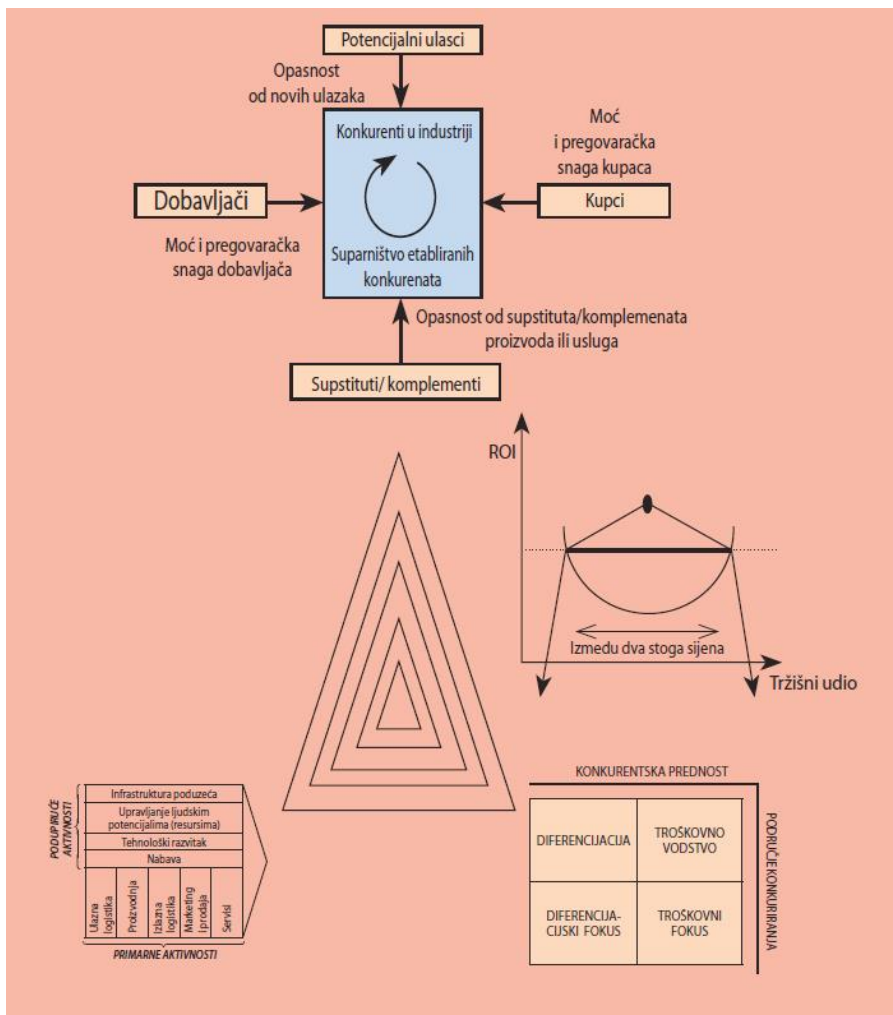 Potencijalni ulasci
Opasnost
od novih ulazaka
Konkurenti u industriji
Moć
i pregovaračka
snaga kupaca
Dobavljači
Kupci
Moć i pregovaračka
snaga dobavljača
Suparništvo etabliranih
konkurenata
Opasnost od supstituta/komplemenata
proizvoda ili usluga
Supstituti/ komplementi
ROI
Između dva stoga sijena
Tržišni udio
PODUPIRUĆE
AKTIVNOSTI
Infrastruktura poduzeća
Upravljanje ljudskim
potencijalima (resursima)
Tehnološki razvitak
Nabava
Ulazna
logistika
Proizvodnja
Izlazna
logistika
Marketing
i prodaja
Servisi
PRIMARNE AKTIVNOSTI
KONKURENTSKA PREDNOST
DIFERENCIJACIJA
TROŠKOVNO
VODSTVO
DIFERENCIJA-
CIJSKI FOKUS
TROŠKOVNI
FOKUS
PODRUČJE KONKURIRANJA